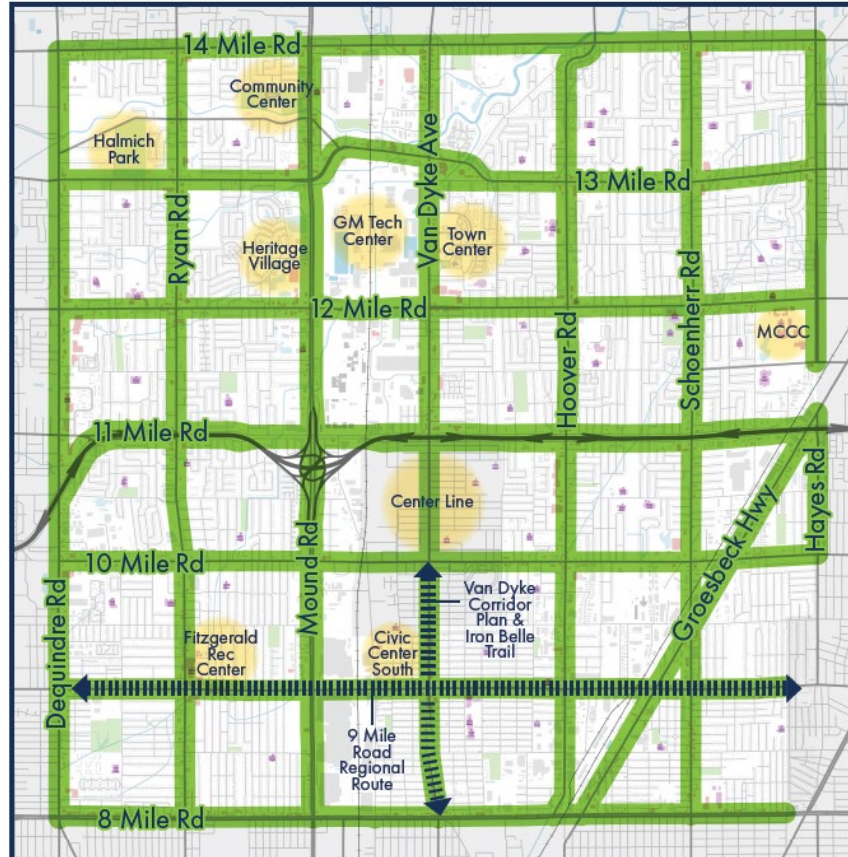 14 Mile Rd
Community
Center
Halmich
Park
Van Dyke Ave
13 Mile Rd
Ryan Rd
Heritage
Village
GM Tech
Center
Town
Center
12 Mile Rd
Hoover Rd
Schoenherr Rd
MCCC
11 Mile Rd
Center Line
Mound Rd
Groesbeck Hwy
Hayes Rd
10 Mile Rd
Dequindre Rd
Van Dyke
Corridor
Plan &
Iron Belle
Trail
Fitzgerald
Rec
Center
Civic
Center
South
9 Mile
Road
Regional
Route
8 Mile Rd